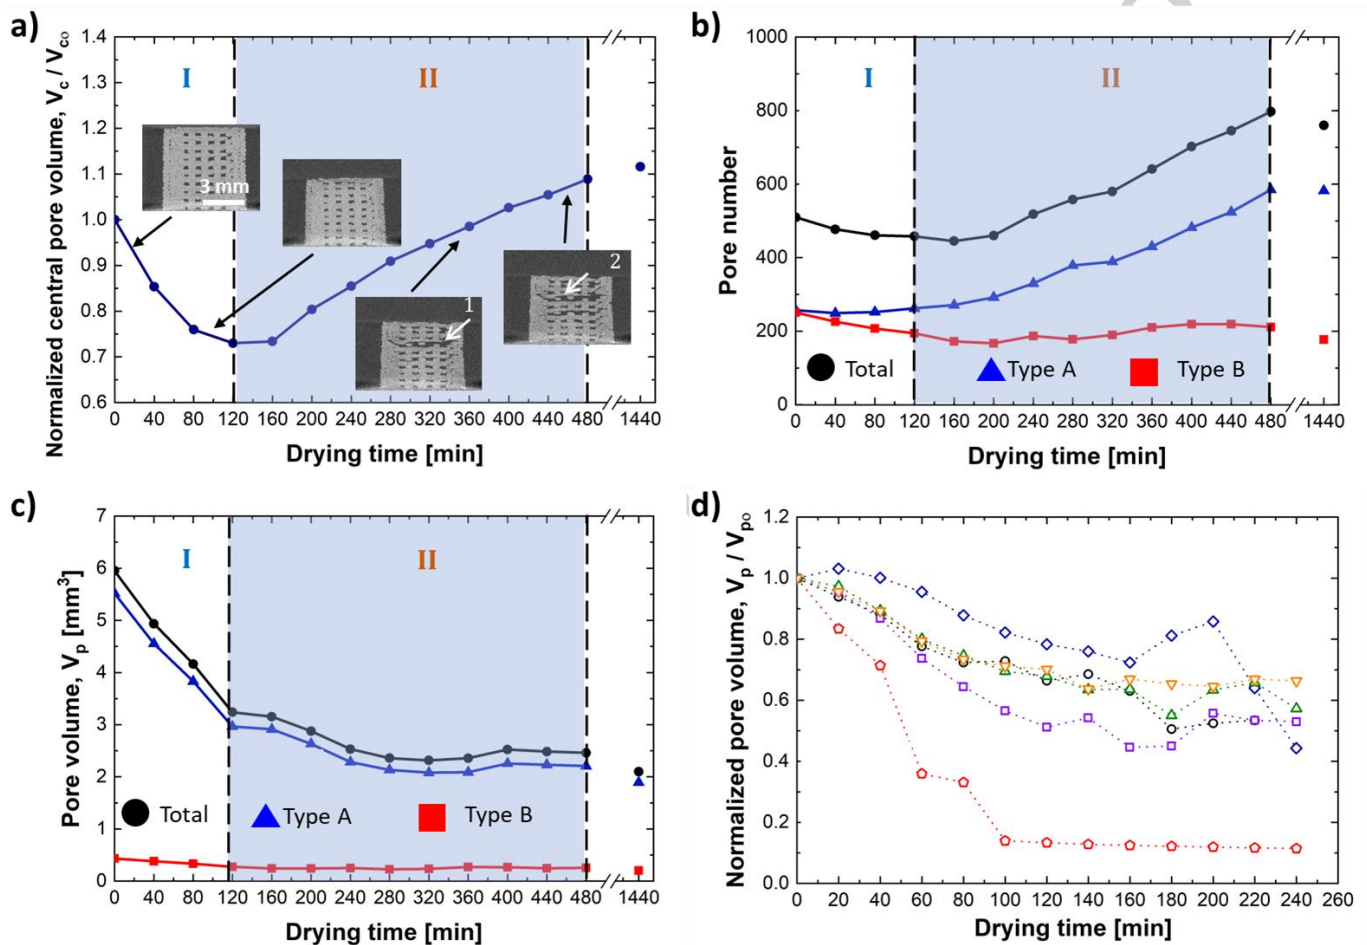 a)
Normalized central pore volume, Vc / Vco
1.4
1.3
1.2
1.1
1.0
0.9
0.8
0.7
0.6
I
II
3 mm
1
2
0 40 80 120 160 200 240 280 320 360 400 440 480 1440
Drying time [min]
b)
Pore number
1000
800
600
400
200
0
I
II
Total
Type A
Type B
0 40 80 120 160 200 240 280 320 360 400 440 480 1440
Drying time [min]
c)
Pore volume, Vp [mm³]
7
6
5
4
3
2
1
0
I
II
Total
Type A
Type B
0 40 80 120 160 200 240 280 320 360 400 440 480 1440
Drying time [min]
d)
Normalized pore volume, Vp / Vpo
1.2
1.0
0.8
0.6
0.4
0.2
0.0
0 20 40 60 80 100 120 140 160 180 200 220 240 260
Drying time [min]